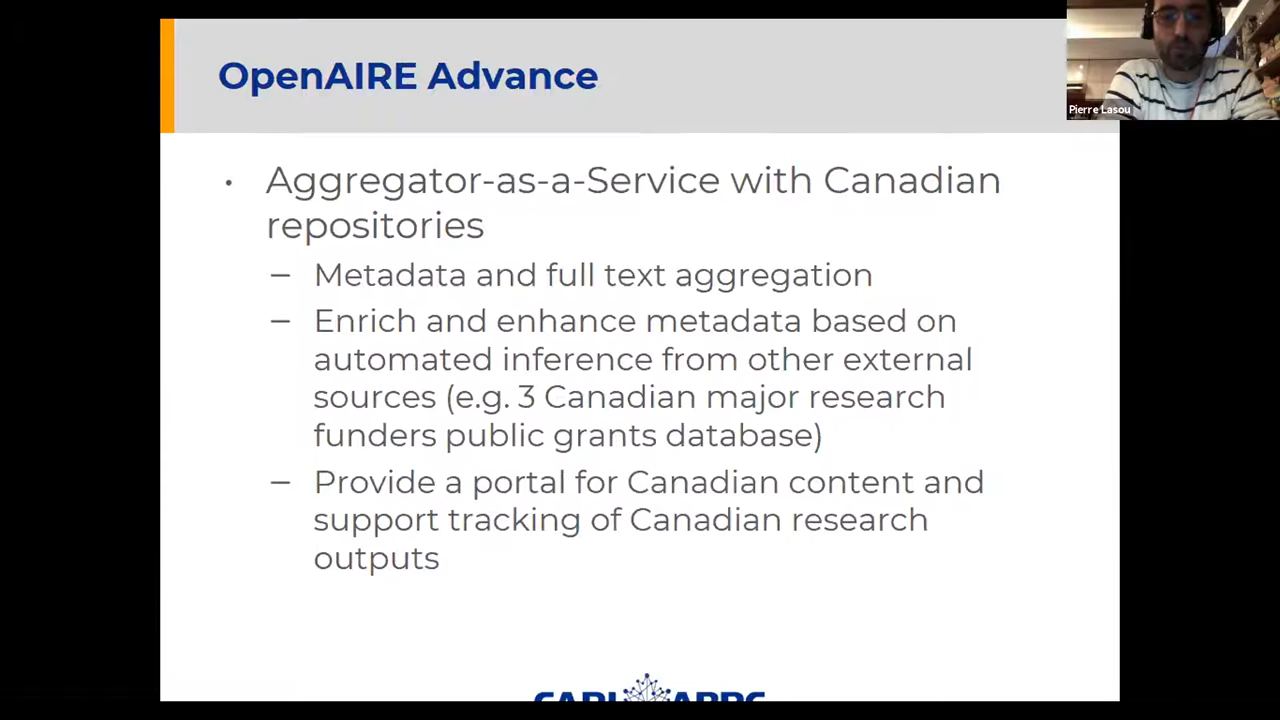 OpenAIRE Advance
Pierre Lasou
• Aggregator-as-a-Service with Canadian
repositories
– Metadata and full text aggregation
– Enrich and enhance metadata based on
automated inference from other external
sources (e.g. 3 Canadian major research
funders public grants database)
– Provide a portal for Canadian content and
support tracking of Canadian research
outputs
CARL ABRC